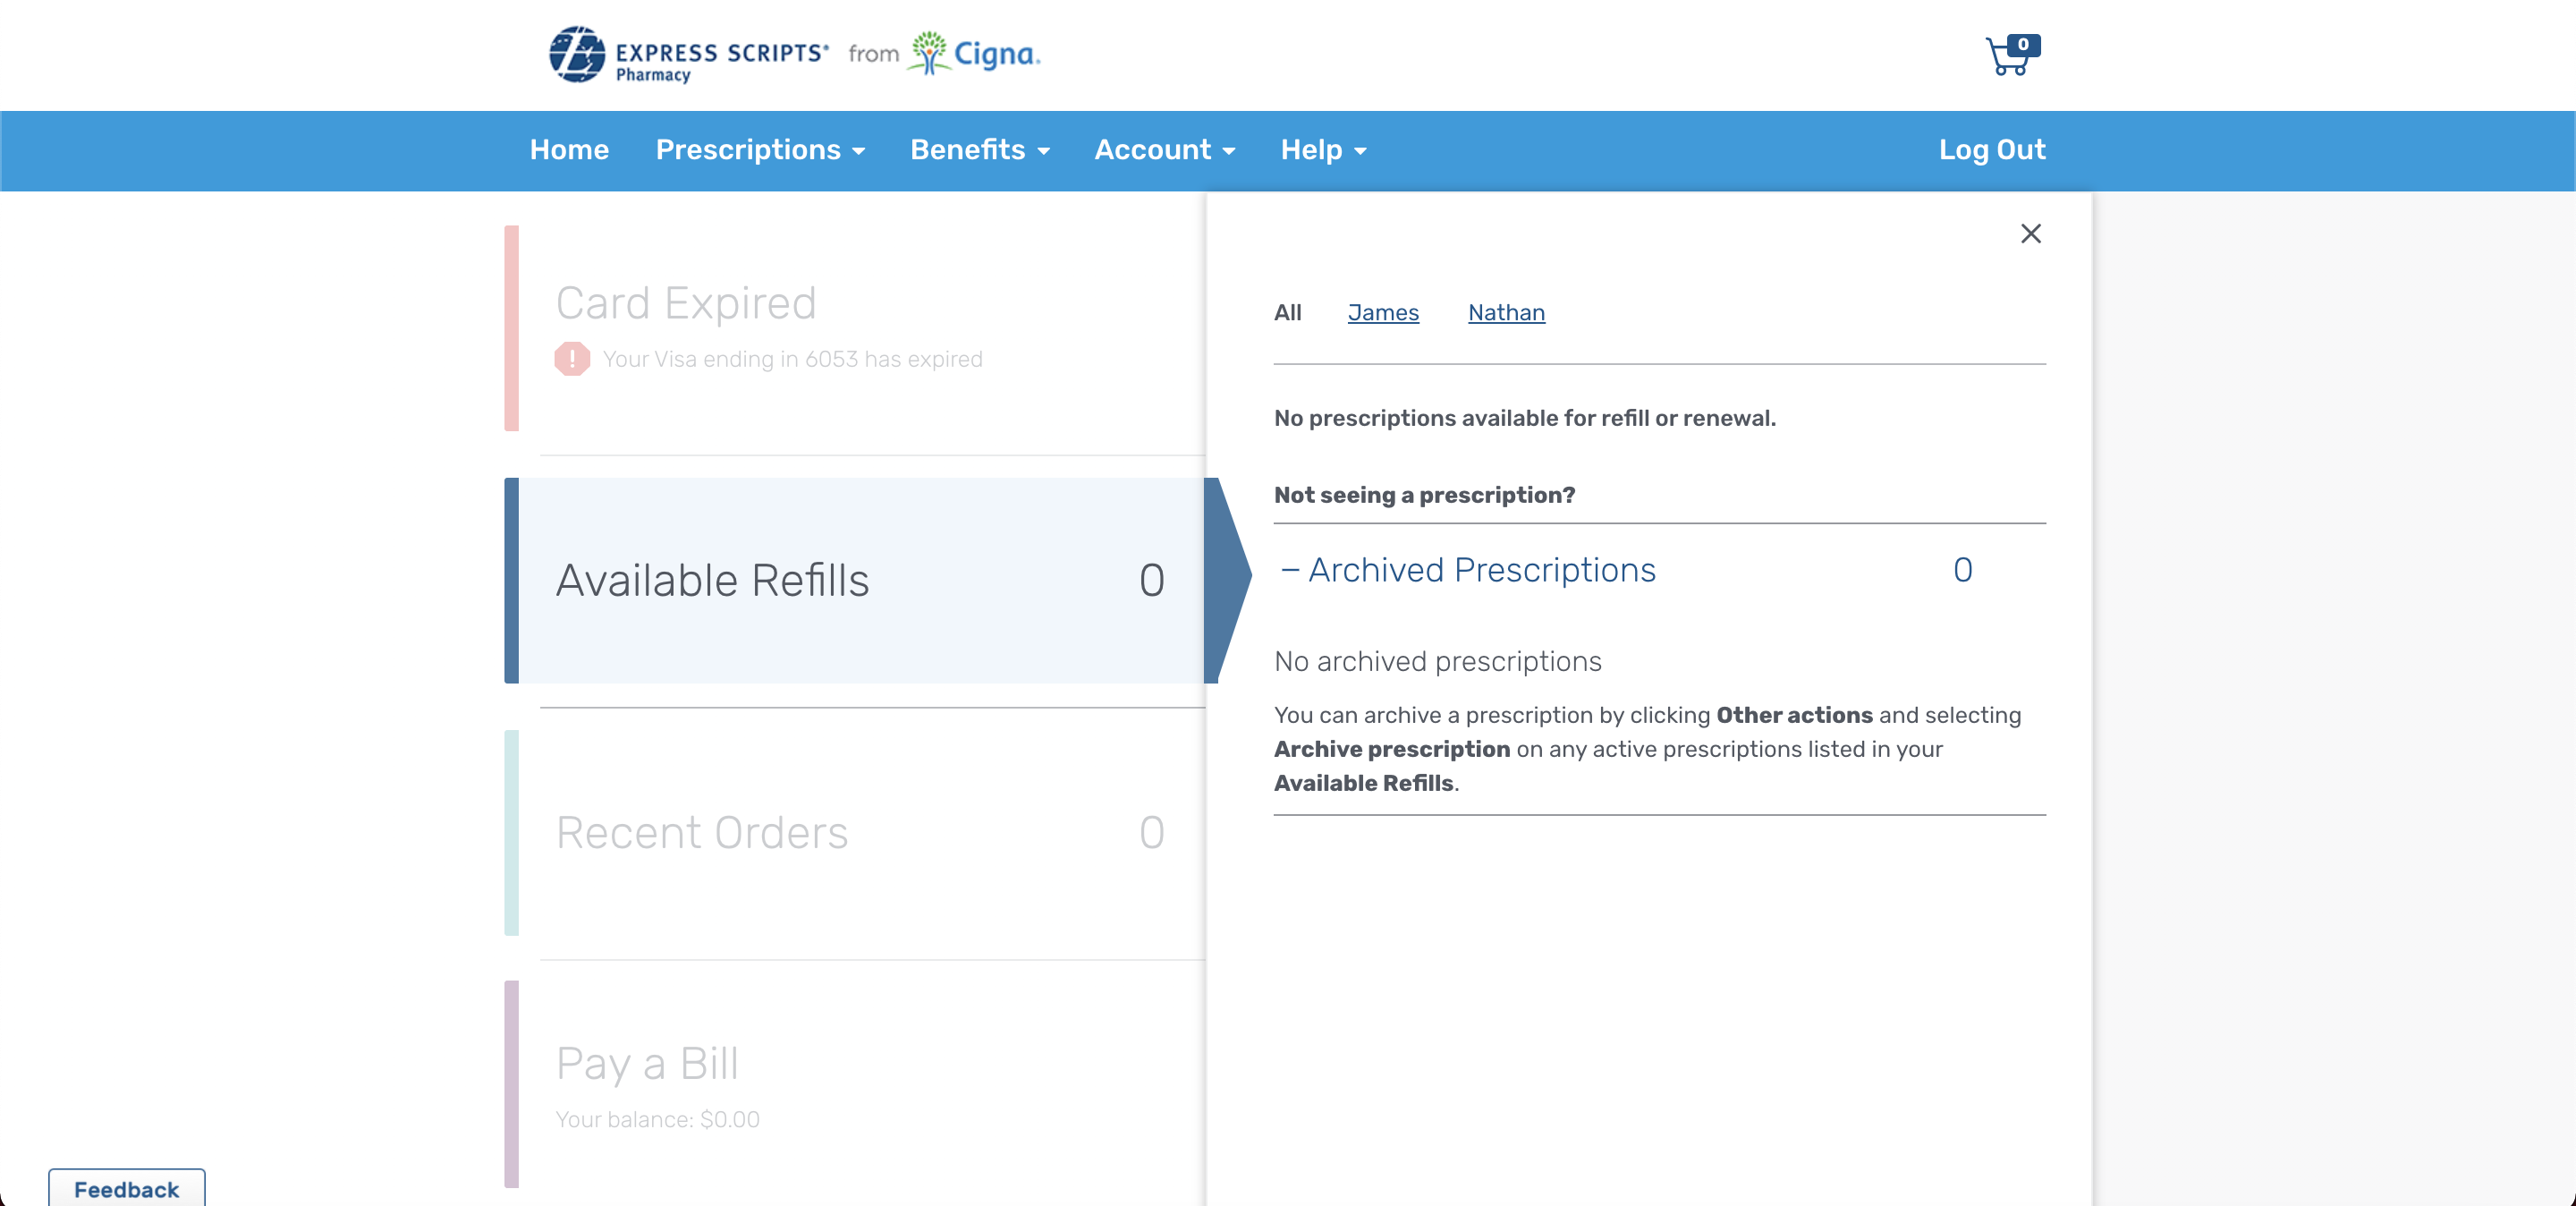 EXPRESS SCRIPTS®
Pharmacy
from
Cigna.
0
Home Prescriptions Benefits Account Help Log Out
Card Expired
! Your Visa ending in 6053 has expired
Available Refills 0
Recent Orders 0
Pay a Bill
Your balance: $0.00
Feedback
All James Nathan
No prescriptions available for refill or renewal.
Not seeing a prescription?
– Archived Prescriptions 0
No archived prescriptions
You can archive a prescription by clicking Other actions and selecting
Archive prescription on any active prescriptions listed in your
Available Refills.